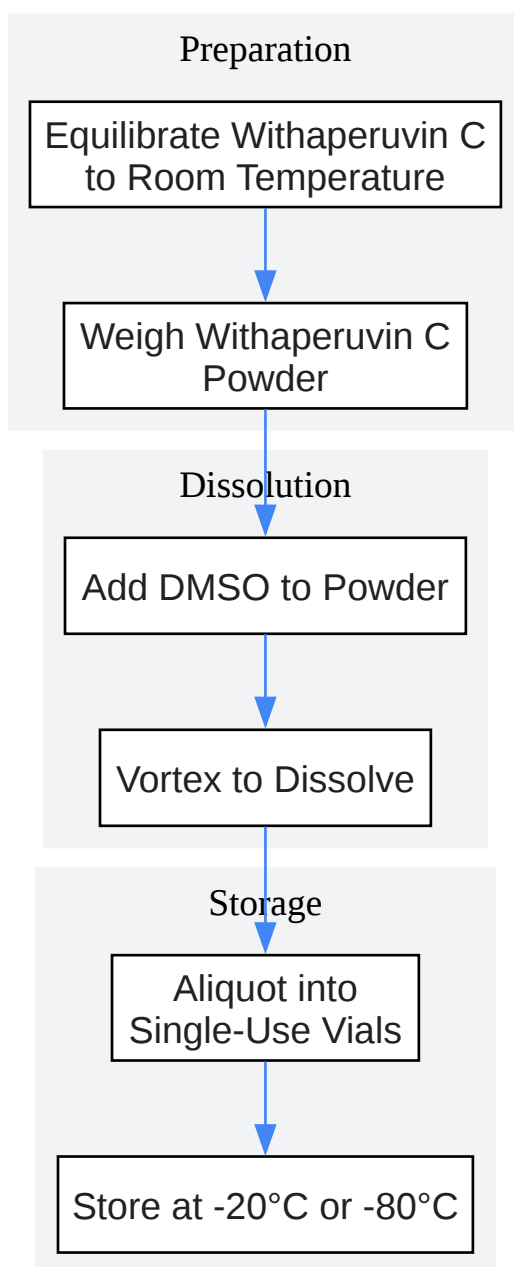 Preparation
Equilibrate Withaperuvin C
to Room Temperature
Weigh Withaperuvin C
Powder
Dissolution
Add DMSO to Powder
Vortex to Dissolve
Storage
Aliquot into
Single-Use Vials
Store at -20°C or -80°C